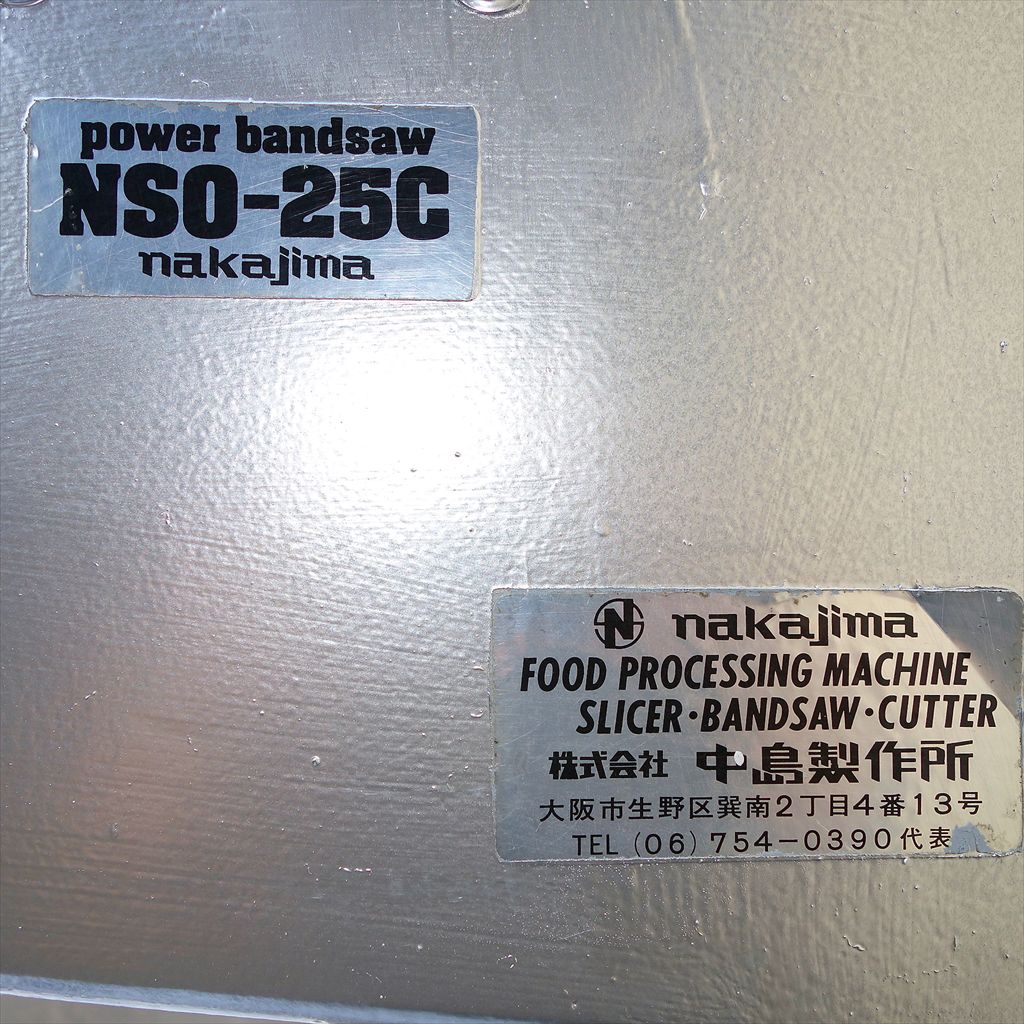 power bandsaw
NSO-25C
nakajima
N nakajima
FOOD PROCESSING MACHINE
SLICER・BANDSAW・CUTTER
株式会社 中島製作所
大阪市生野区巽南2丁目4番13号
TEL (06) 754-0390代表